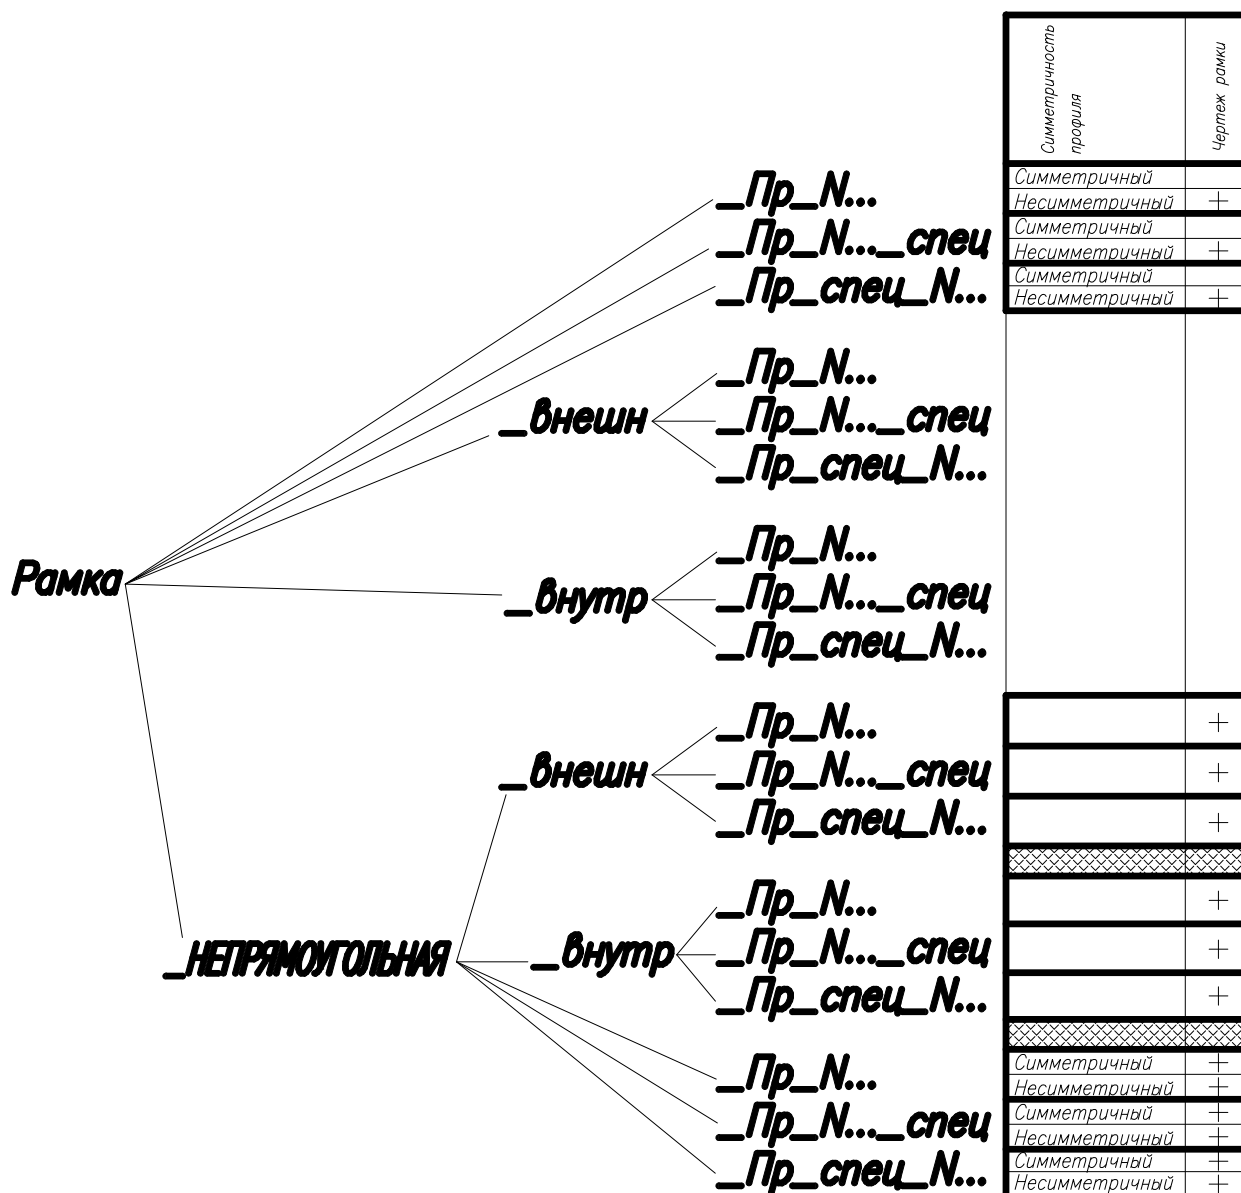 Симметричность
профиля
Чертеж рамки
_Пр_N... Симметричный
Несимметричный +
_Пр_N..._спец Симметричный
Несимметричный +
_Пр_спец_N... Симметричный
Несимметричный +
_Пр_N...
_внешн _Пр_N..._спец
_Пр_спец_N...
Рамка
_Пр_N...
_внутр _Пр_N..._спец
_Пр_спец_N...
_Пр_N... +
_внешн _Пр_N..._спец +
_Пр_спец_N... +
_Пр_N... +
_НЕПРЯМОУГОЛЬНАЯ _внутр _Пр_N..._спец +
_Пр_спец_N... +
_Пр_N... Симметричный +
Несимметричный +
_Пр_N..._спец Симметричный +
Несимметричный +
_Пр_спец_N... Симметричный +
Несимметричный +